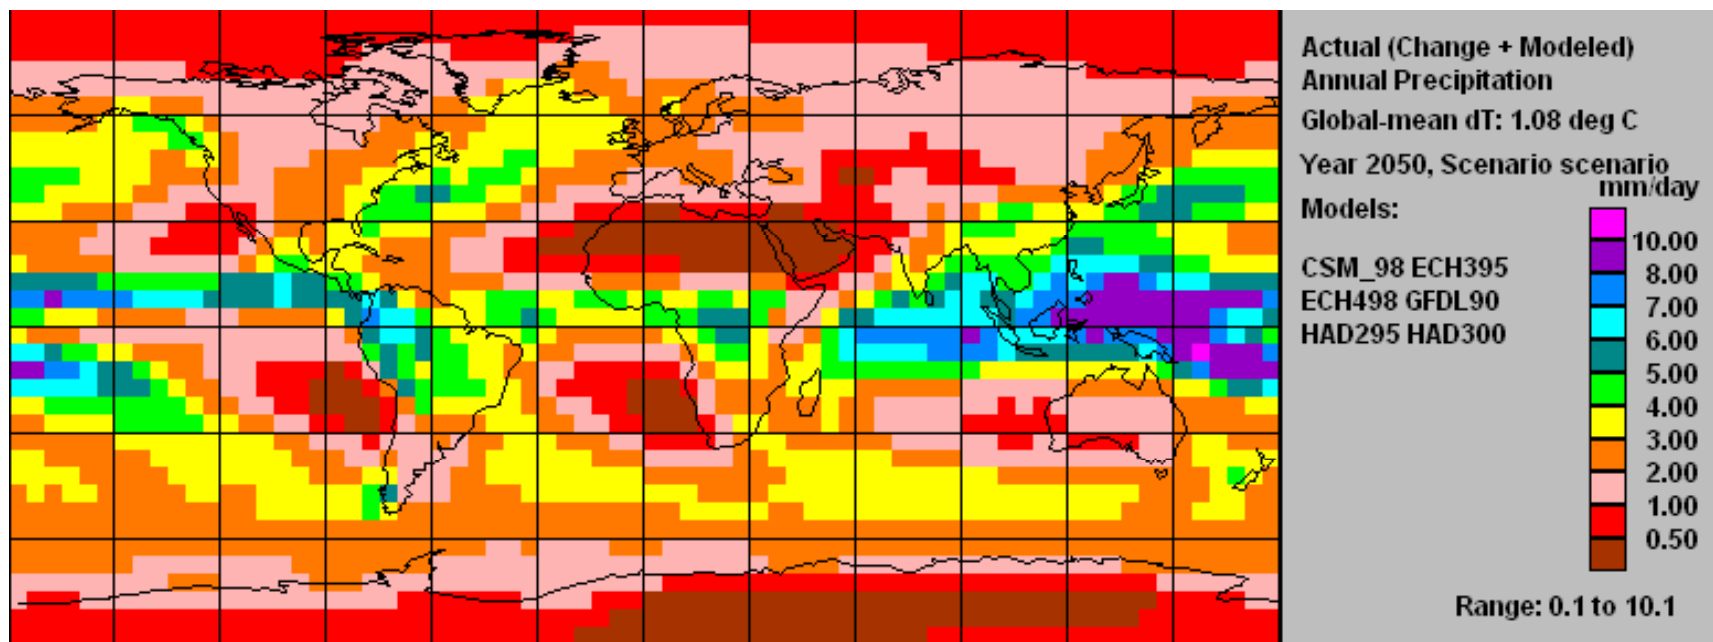 Actual (Change + Modeled)
Annual Precipitation
Global-mean dT: 1.08 deg C
Year 2050, Scenario scenario
mm/day
Models:
CSM_98 ECH395
ECH498 GFDL90
HAD295 HAD300
10.00
8.00
7.00
6.00
5.00
4.00
3.00
2.00
1.00
0.50
Range: 0.1 to 10.1